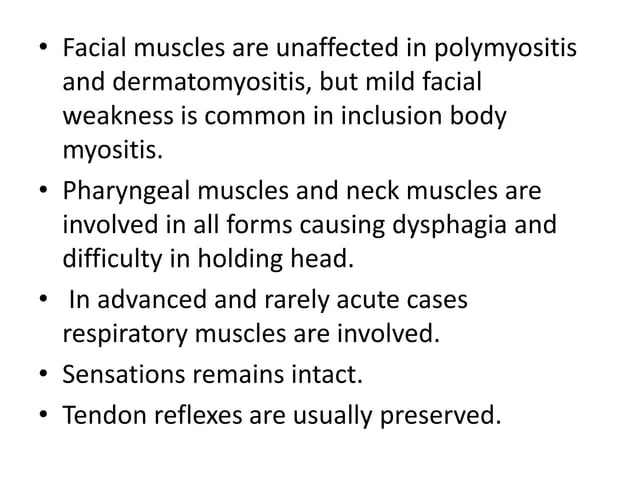 • Facial muscles are unaffected in polymyositis
and dermatomyositis, but mild facial
weakness is common in inclusion body
myositis.
• Pharyngeal muscles and neck muscles are
involved in all forms causing dysphagia and
difficulty in holding head.
• In advanced and rarely acute cases
respiratory muscles are involved.
• Sensations remains intact.
• Tendon reflexes are usually preserved.